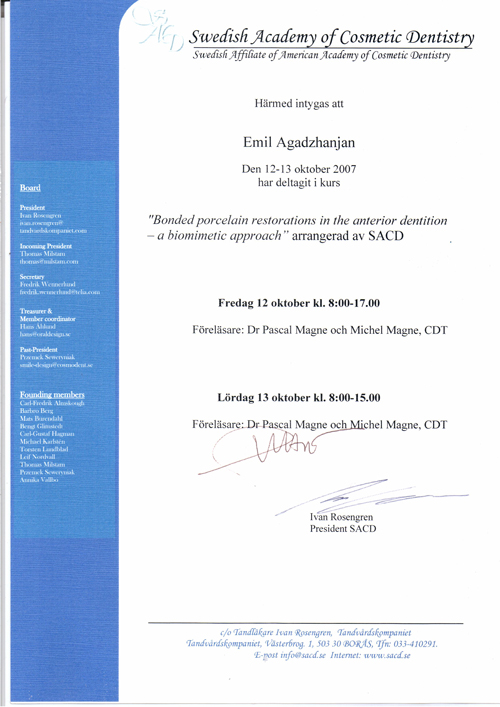 Swedish Academy of Cosmetic Dentistry
Swedish Affiliate of American Academy of Cosmetic Dentistry
Härmed intygas att
Emil Agadzhanjan
Den 12-13 oktober 2007
har deltagit i kurs
"Bonded porcelain restorations in the anterior dentition
– a biomimetic approach" arrangerad av SACD
Fredag 12 oktober kl. 8:00-17.00
Föreläsare: Dr Pascal Magne och Michel Magne, CDT
Lördag 13 oktober kl. 8:00-15.00
Föreläsare: Dr Pascal Magne och Michel Magne, CDT
Ivan Rosengren
President SACD
Board
President
Ivan Rosengren
ivan.rosengren@
tandvardskompaniet.com
Incoming President
Thomas Milstam
thomas@milstam.com
Secretary
Fredrik Wennerlund
fredrik.wennerlund@telia.com
Treasurer &
Member coordinator
Hans Åhlund
hans@oraldesign.se
Past-President
Przemek Seweryniak
smile-design@cosmodent.se
Founding members
Carl-Fredrik
Barbro Berg
Mats
Bengt
Carl-Gustaf Hagman
Michael
Torsten Lundblad
Leif Nordvall
Thomas Milstam
Przemek Seweryniak
Annika Vallbo
c/o Tandläkare Ivan Rosengren, Tandvårdskompaniet
Tandvårdskompaniet, Västerbrog. 1, 503 30 BORÅS, Tfn: 033-410291.
E-post info@sacd.se Internet: www.sacd.se